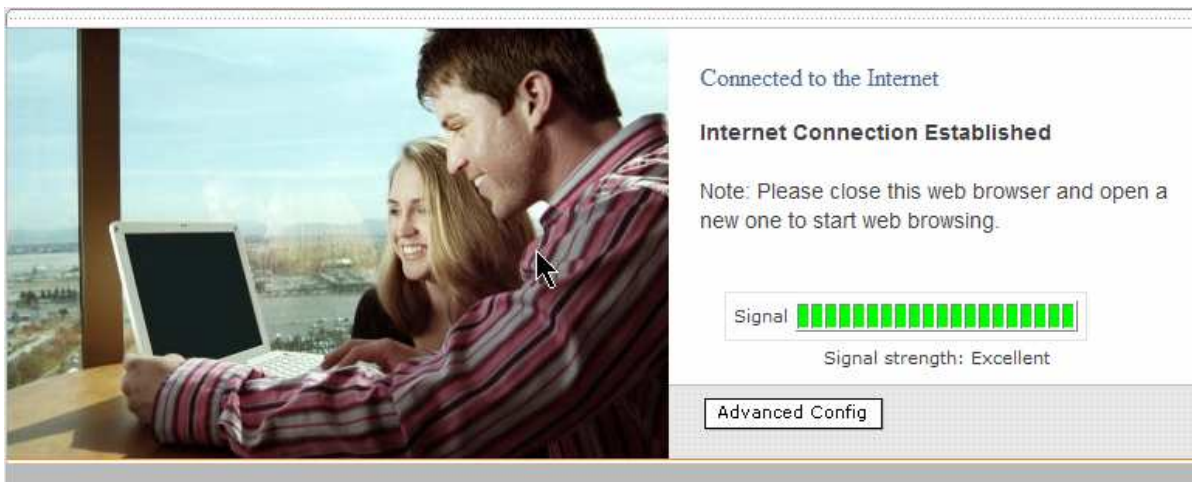 Connected to the Internet
Internet Connection Established
Note: Please close this web browser and open a
new one to start web browsing.
Signal
Signal strength: Excellent
Advanced Config